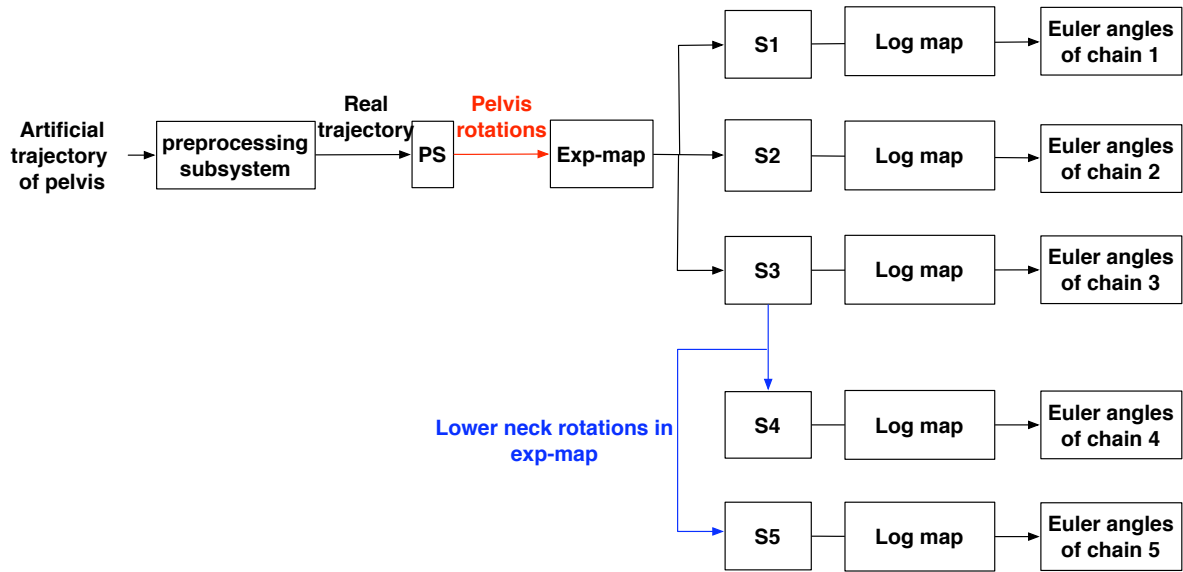 Artificial
trajectory
of pelvis
preprocessing
subsystem
Real
trajectory
PS
Pelvis
rotations
Exp-map
S1
Log map
Euler angles
of chain 1
S2
Log map
Euler angles
of chain 2
S3
Log map
Euler angles
of chain 3
Lower neck rotations in
exp-map
S4
Log map
Euler angles
of chain 4
S5
Log map
Euler angles
of chain 5